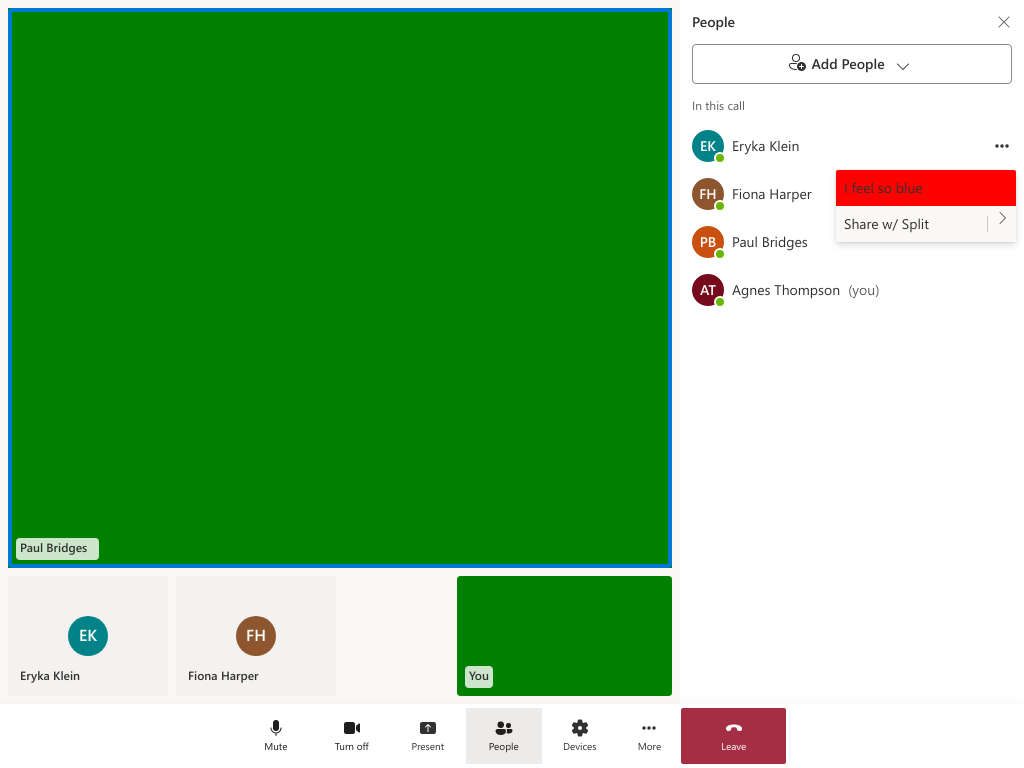 People
Add People
In this call
EK Eryka Klein
FH Fiona Harper
I feel so blue
Share w/ Split
PB Paul Bridges
AT Agnes Thompson (you)
Paul Bridges
EK
Eryka Klein
FH
Fiona Harper
You
Mute
Turn off
Present
People
Devices
More
Leave